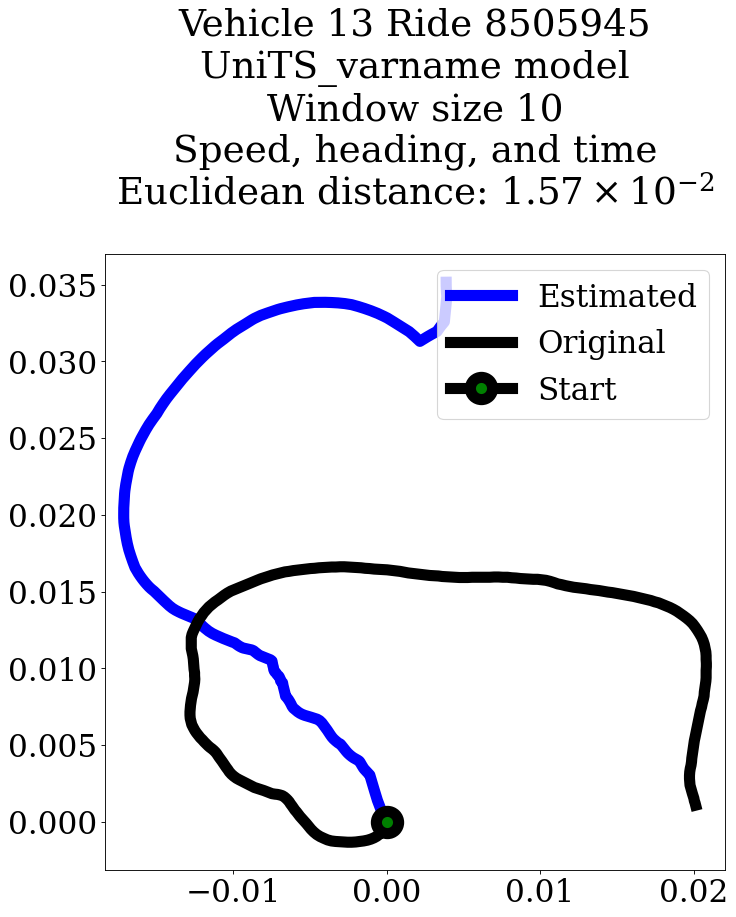 Vehicle 13 Ride 8505945
UniTS_varname model
Window size 10
Speed, heading, and time
Euclidean distance: 1.57 × 10⁻²
0.035
0.030
0.025
0.020
0.015
0.010
0.005
0.000
Estimated
Original
Start
−0.01
0.00
0.01
0.02